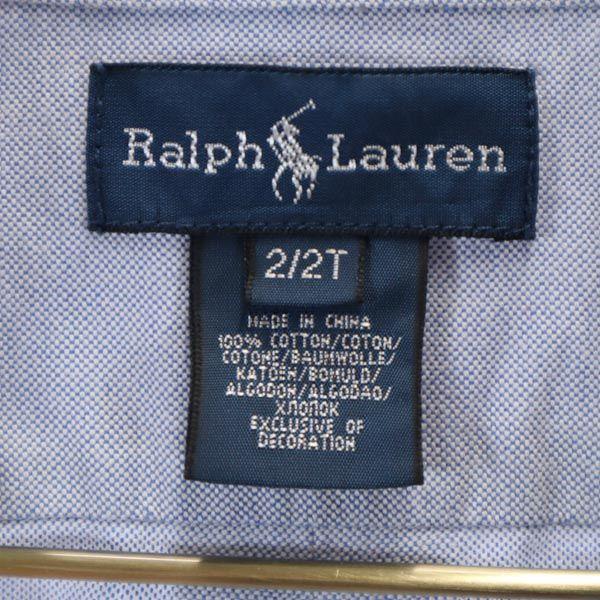 Ralph Lauren
2/2T
MADE IN CHINA
100% COTTON/COTON/
COTONE/BAUMWOLLE/
KATOEN/BOMULD/
ALGODON/ALGODAO/
ХЛОПОК
EXCLUSIVE OF
DECORATION